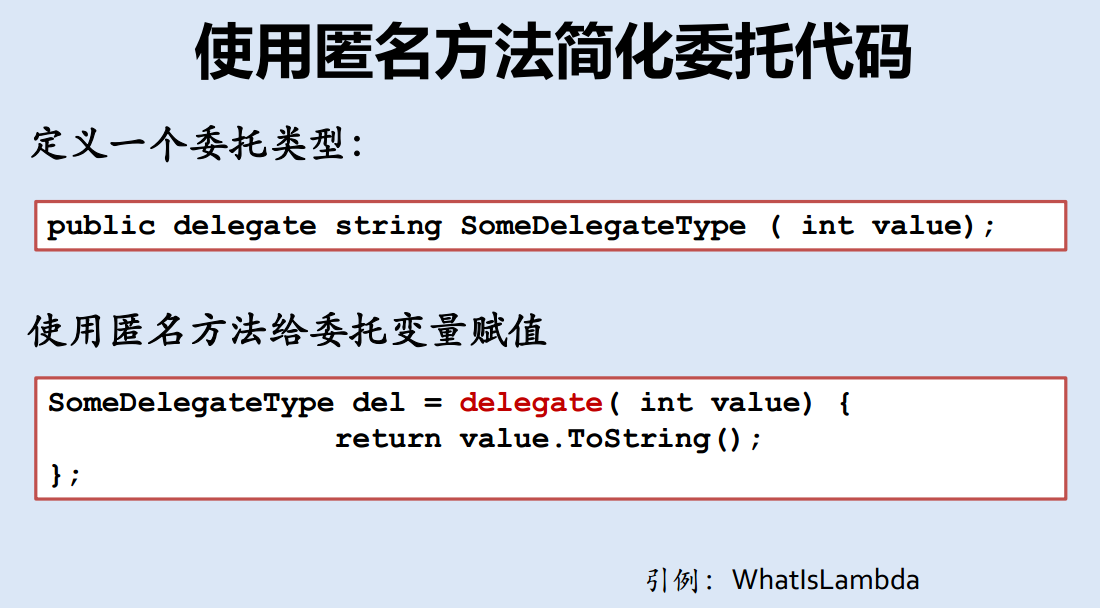 使用匿名方法简化委托代码
定义一个委托类型：
public delegate string SomeDelegateType ( int value);
使用匿名方法给委托变量赋值
SomeDelegateType del = delegate( int value) {
return value.ToString();
};
引例：WhatIsLambda